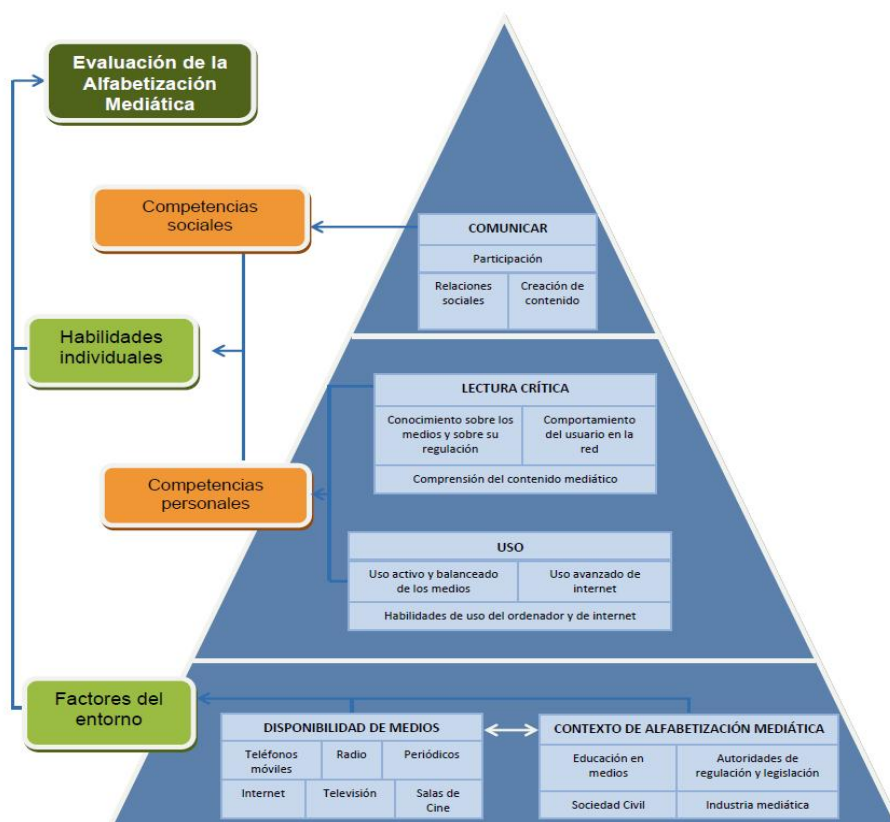 Evaluación de la
Alfabetización
Mediática
Competencias
sociales
COMUNICAR
Participación
Relaciones
sociales
Creación de
contenido
Habilidades
individuales
LECTURA CRÍTICA
Conocimiento sobre los
medios y sobre su
regulación
Comportamiento
del usuario en la
red
Comprensión del contenido mediático
Competencias
personales
USO
Uso activo y balanceado
de los medios
Uso avanzado de
internet
Habilidades de uso del ordenador y de internet
Factores del
entorno
DISPONIBILIDAD DE MEDIOS
Teléfonos
móviles
Radio
Periódicos
Internet
Televisión
Salas de
Cine
CONTEXTO DE ALFABETIZACIÓN MEDIÁTICA
Educación en
medios
Autoridades de
regulación y legislación
Sociedad Civil
Industria mediática